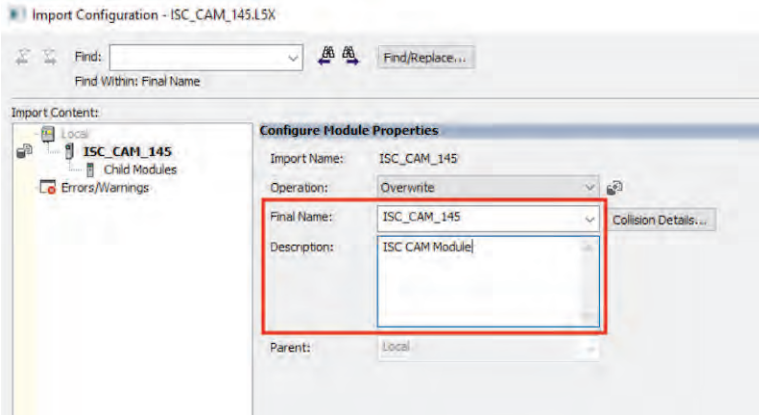 Import Configuration - ISC_CAM_145.L5X
Find:
Find/Replace...
Find Within: Final Name
Import Content:
Local
ISC_CAM_145
Child Modules
Errors/Warnings
Configure Module Properties
Import Name: ISC_CAM_145
Operation: Overwrite
Final Name: ISC_CAM_145
Collision Details...
Description: ISC CAM Module
Parent: Local